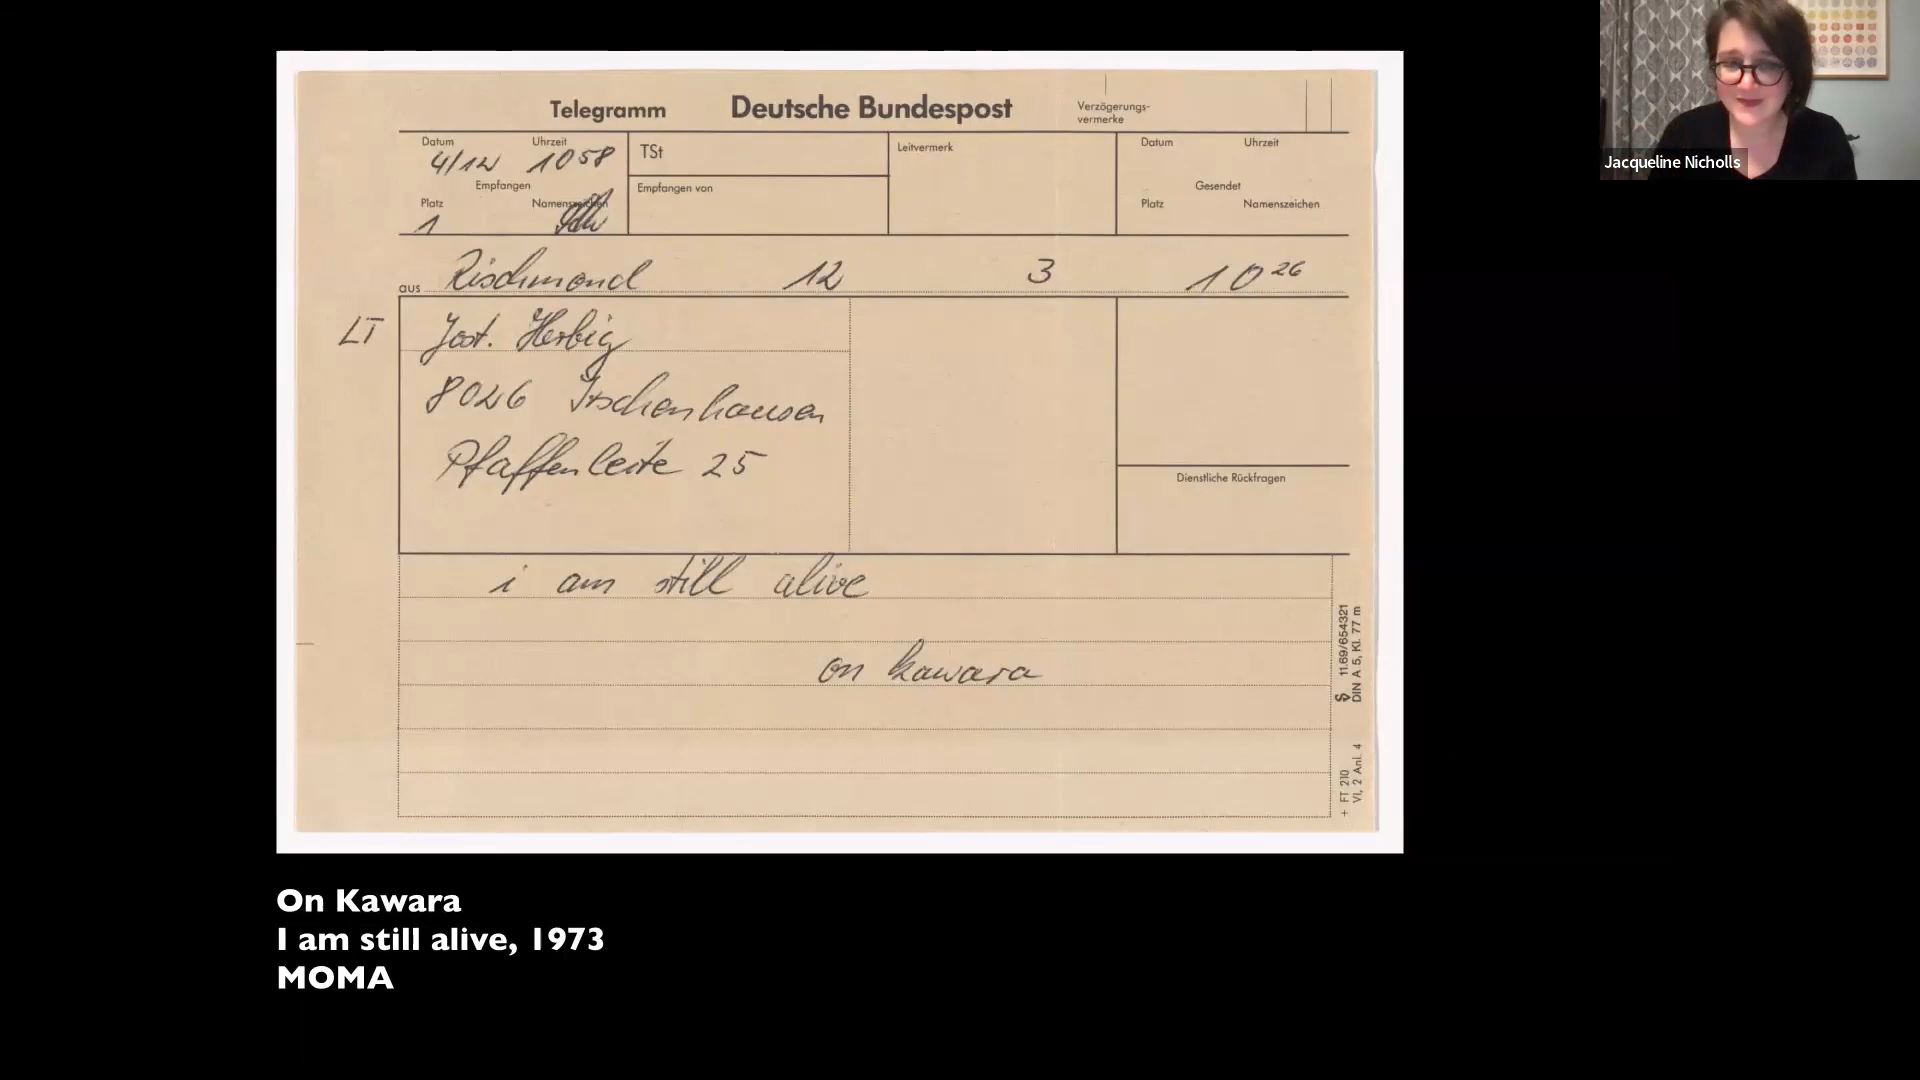 Telegramm Deutsche Bundespost Verzögerungs-
vermerke
Datum Uhrzeit
4/12 1058
Empfangen
Platz Namenszeichen
1
TSt
Empfangen von
Leitvermerk
Datum Uhrzeit
Gesendet
Platz Namenszeichen
aus Rischmond 12 3 10 26
LT
Jost. Herbig
8026 Irschenhausen
Pfaffenleite 25
Dienstliche Rückfragen
i am still alive
on kawara
11.69/654321
DIN A 5, Kl. 77 m
+ FT 210
VI, 2 Anl. 4
On Kawara
I am still alive, 1973
MOMA
Jacqueline Nicholls